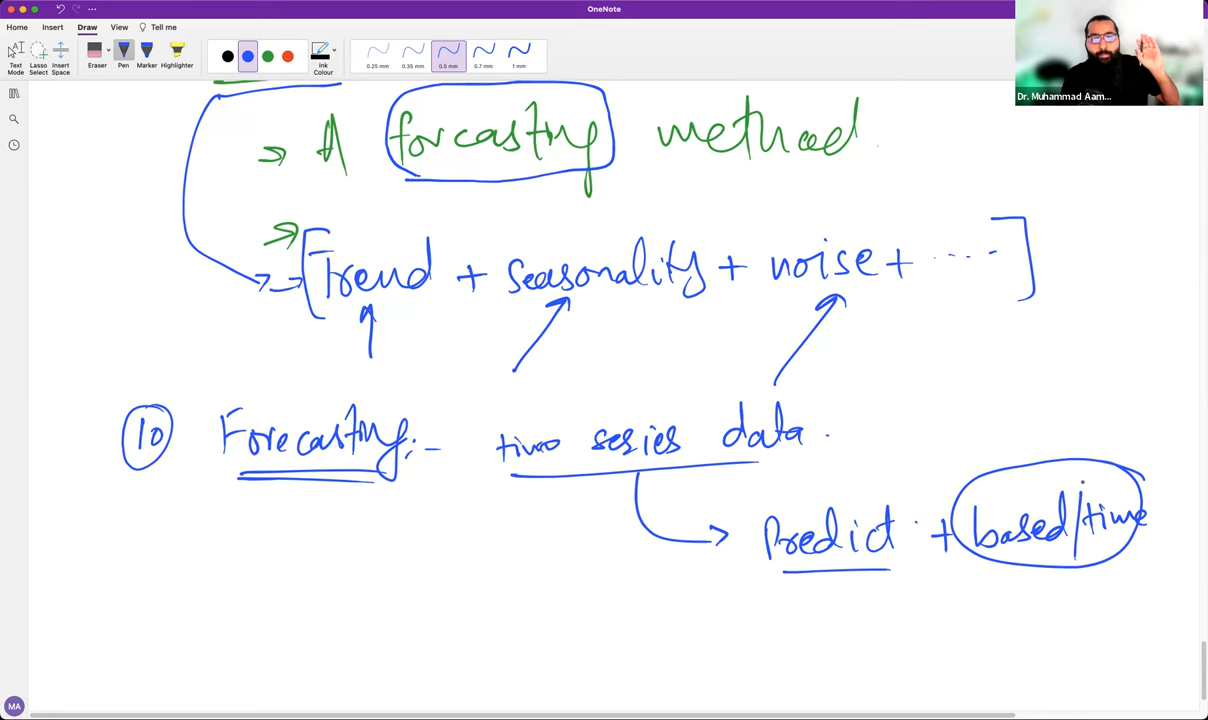 OneNote
Home Insert Draw View Tell me
Text Mode Lasso Select Insert Space Eraser Pen Marker Highlighter Ink Colour 0.25 mm 0.35 mm 0.5 mm 0.7 mm 1 mm
Dr. Muhammad Aam...
⇒ A forcasting method
⇒ [Trend + seasonality + noise + ....]
10 Forecasting:- time series data.
Predict + based/time
MA